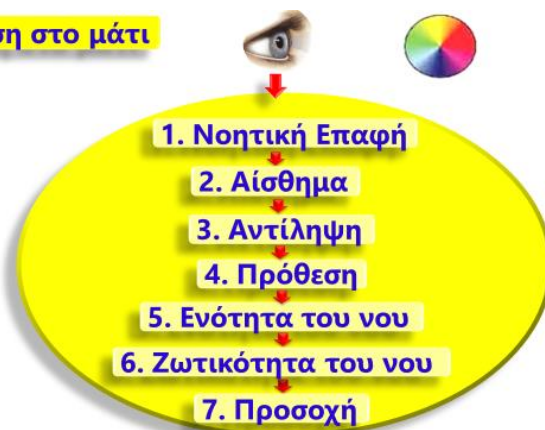 ση στο μάτι
1. Νοητική Επαφή
2. Αίσθημα
3. Αντίληψη
4. Πρόθεση
5. Ενότητα του νου
6. Ζωτικότητα του νου
7. Προσοχή